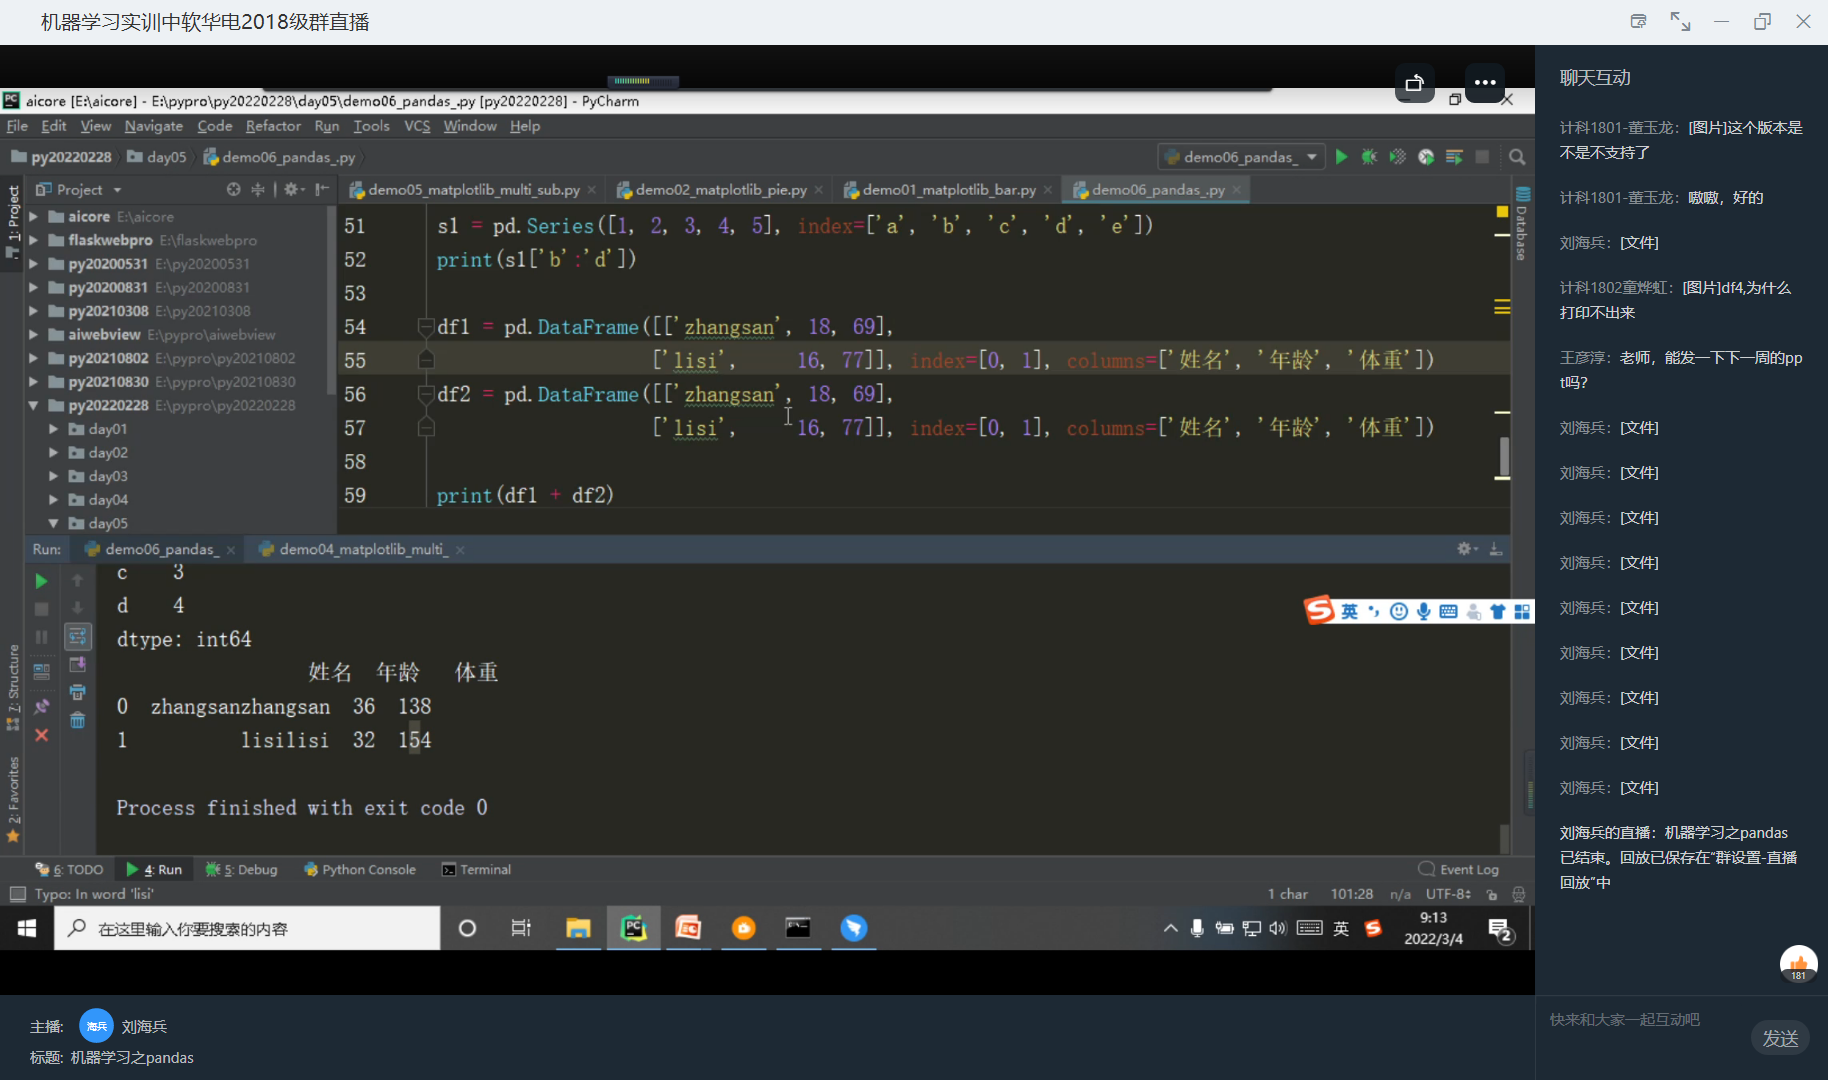 机器学习实训中软华电2018级群直播
aicore [E:\aicore] - E:\pypro\py20220228\day05\demo06_pandas_.py [py20220228] - PyCharm
File Edit View Navigate Code Refactor Run Tools VCS Window Help
py20220228 day05 demo06_pandas_.py
demo06_pandas_
Project
demo05_matplotlib_multi_sub.py
demo02_matplotlib_pie.py
demo01_matplotlib_bar.py
demo06_pandas_.py
1: Project
aicore E:\aicore
flaskwebpro E:\flaskwebpro
py20200531 E:\py20200531
py20200831 E:\py20200831
py20210308 E:\py20210308
aiwebview E:\pypro\aiwebview
py20210802 E:\pypro\py20210802
py20210830 E:\pypro\py20210830
py20220228 E:\pypro\py20220228
day01
day02
day03
day04
day05
51 s1 = pd.Series([1, 2, 3, 4, 5], index=['a', 'b', 'c', 'd', 'e'])
52 print(s1['b':'d'])
53
54 df1 = pd.DataFrame([['zhangsan', 18, 69],
55 ['lisi', 16, 77]], index=[0, 1], columns=['姓名', '年龄', '体重'])
56 df2 = pd.DataFrame([['zhangsan', 18, 69],
57 ['lisi', 16, 77]], index=[0, 1], columns=['姓名', '年龄', '体重'])
58
59 print(df1 + df2)
Database
Run: demo06_pandas_ demo04_matplotlib_multi_
c 3
d 4
dtype: int64
姓名 年龄 体重
0 zhangsanzhangsan 36 138
1 lisilisi 32 154
Process finished with exit code 0
英
7: Structure
2: Favorites
6: TODO 4: Run 5: Debug Python Console Terminal Event Log
Typo: In word 'lisi'
1 char 101:28 n/a UTF-8
在这里输入你要搜索的内容
英
9:13
2022/3/4
2
主播: 海兵 刘海兵
标题: 机器学习之pandas
聊天互动
计科1801-董玉龙: [图片]这个版本是
不是不支持了
计科1801-董玉龙: 嗷嗷，好的
刘海兵: [文件]
计科1802童烨虹: [图片]df4,为什么
打印不出来
王彦淳: 老师，能发一下下一周的pp
t吗?
刘海兵: [文件]
刘海兵: [文件]
刘海兵: [文件]
刘海兵: [文件]
刘海兵: [文件]
刘海兵: [文件]
刘海兵: [文件]
刘海兵: [文件]
刘海兵: [文件]
刘海兵的直播: 机器学习之pandas
已结束。回放已保存在“群设置-直播
回放”中
181
快来和大家一起互动吧
发送